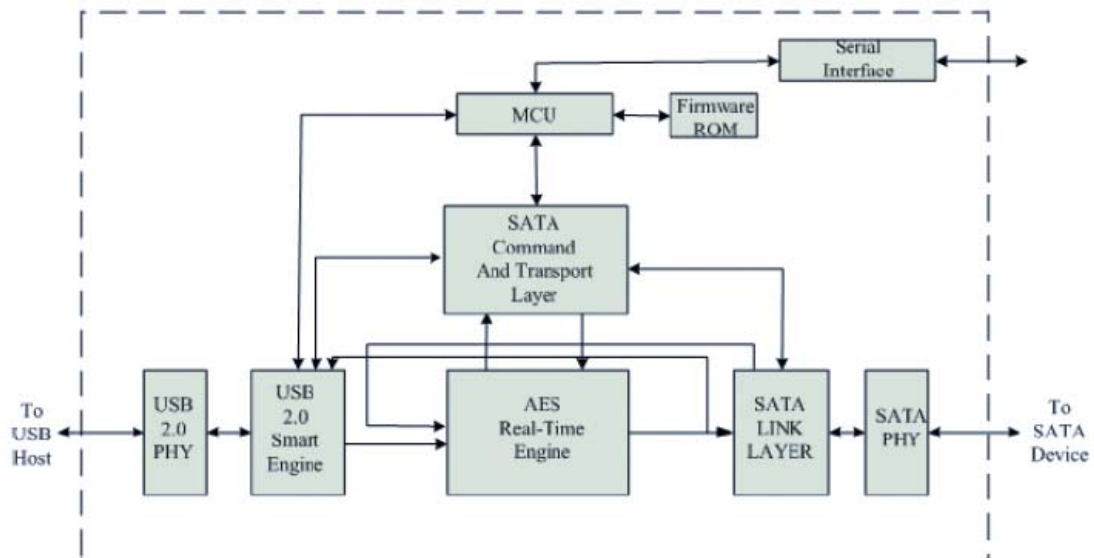 Serial
Interface
MCU
Firmware
ROM
SATA
Command
And Transport
Layer
To
USB
Host
USB
2.0
PHY
USB
2.0
Smart
Engine
AES
Real-Time
Engine
SATA
LINK
LAYER
SATA
PHY
To
SATA
Device